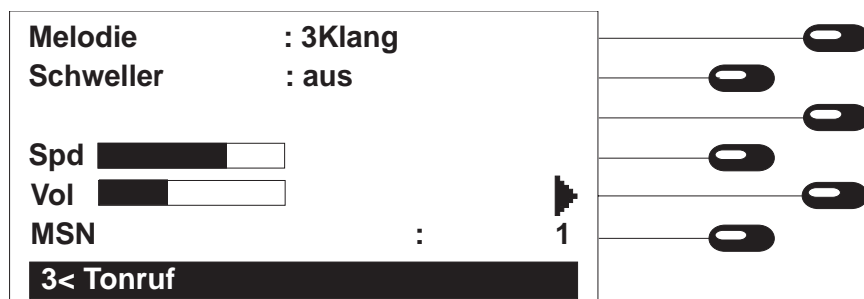 Melodie : 3Klang
Schweller : aus
Spd
Vol
MSN : 1
3< Tonruf